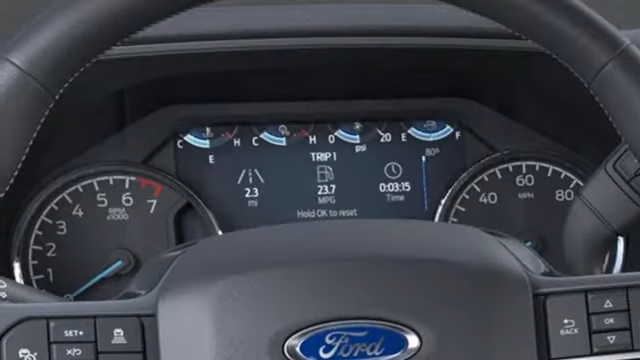 C H C H 0 20 E F
E psi
TRIP 1
80°
2.3 23.7 0:03:15
mi MPG Time
Hold OK to reset
1 2 3 4 5 6 7
RPM
x1000
40 60 80
MPH
SET+
BACK
OK
Ford